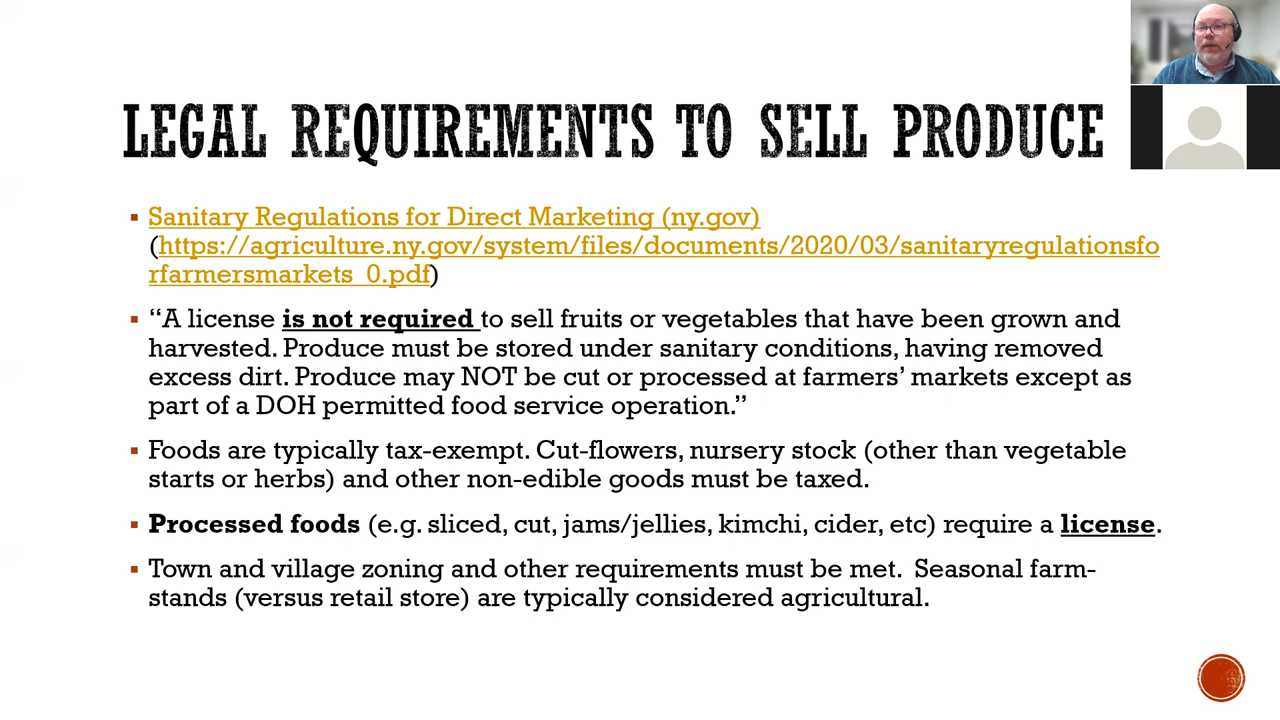 LEGAL REQUIREMENTS TO SELL PRODUCE
Sanitary Regulations for Direct Marketing (ny.gov)
(https://agriculture.ny.gov/system/files/documents/2020/03/sanitaryregulationsfo
rfarmersmarkets_0.pdf)
“A license is not required to sell fruits or vegetables that have been grown and
harvested. Produce must be stored under sanitary conditions, having removed
excess dirt. Produce may NOT be cut or processed at farmers’ markets except as
part of a DOH permitted food service operation.”
Foods are typically tax-exempt. Cut-flowers, nursery stock (other than vegetable
starts or herbs) and other non-edible goods must be taxed.
Processed foods (e.g. sliced, cut, jams/jellies, kimchi, cider, etc) require a license.
Town and village zoning and other requirements must be met.  Seasonal farm-
stands (versus retail store) are typically considered agricultural.